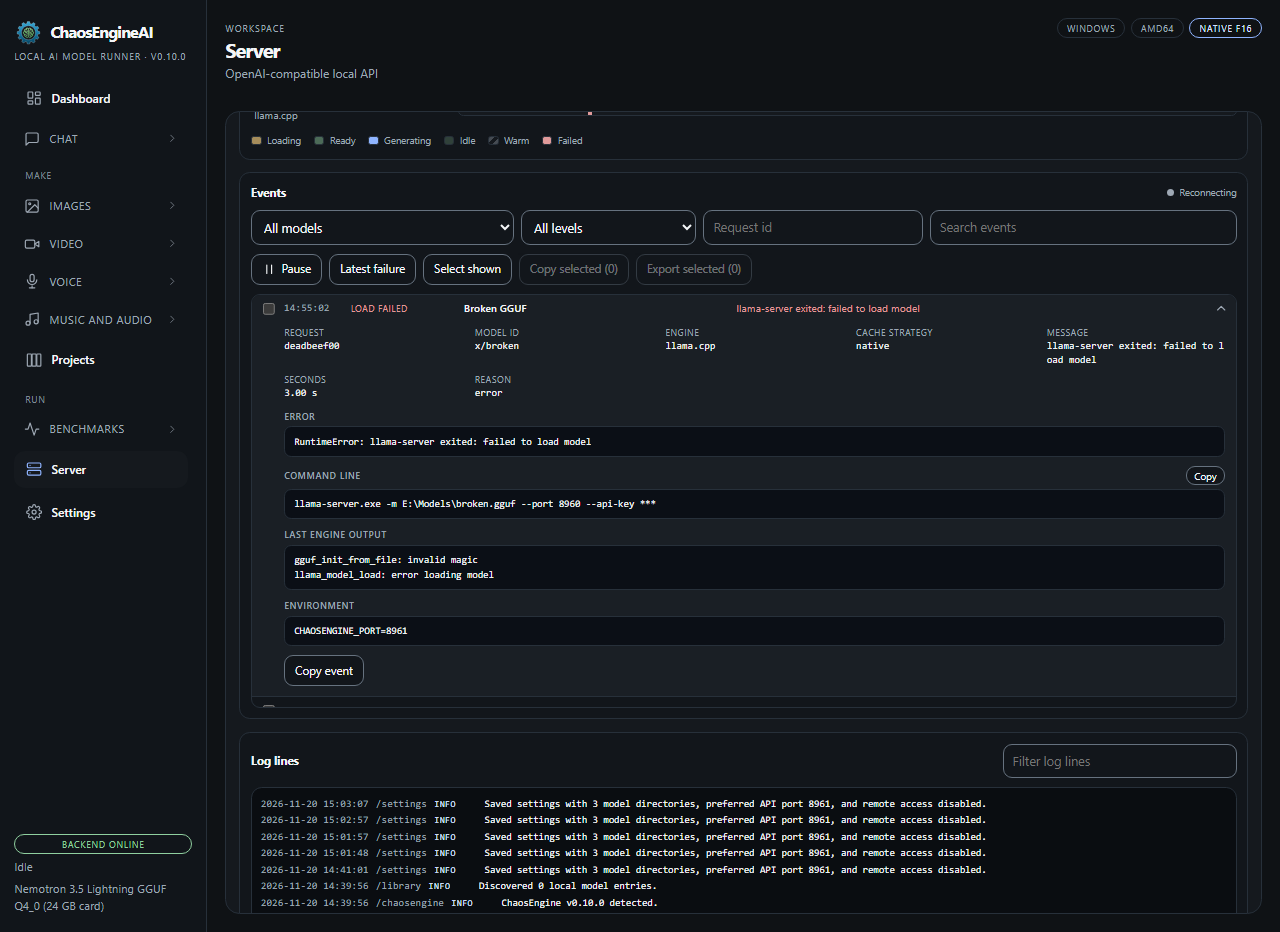 ChaosEngineAI
LOCAL AI MODEL RUNNER · V0.10.0
Dashboard
CHAT
MAKE
IMAGES
VIDEO
VOICE
MUSIC AND AUDIO
Projects
RUN
BENCHMARKS
Server
Settings
BACKEND ONLINE
Idle
Nemotron 3.5 Lightning GGUF
Q4_0 (24 GB card)
WORKSPACE
Server
OpenAI-compatible local API
WINDOWS AMD64 NATIVE F16
llama.cpp
Loading Ready Generating Idle Warm Failed
Events Reconnecting
All models All levels Request id Search events
Pause Latest failure Select shown Copy selected (0) Export selected (0)
14:55:02 LOAD FAILED Broken GGUF llama-server exited: failed to load model
REQUEST MODEL ID ENGINE CACHE STRATEGY MESSAGE
deadbeef00 x/broken llama.cpp native llama-server exited: failed to l
oad model
SECONDS REASON
3.00 s error
ERROR
RuntimeError: llama-server exited: failed to load model
COMMAND LINE Copy
llama-server.exe -m E:\Models\broken.gguf --port 8960 --api-key ***
LAST ENGINE OUTPUT
gguf_init_from_file: invalid magic
llama_model_load: error loading model
ENVIRONMENT
CHAOSENGINE_PORT=8961
Copy event
Log lines Filter log lines
2026-11-20 15:03:07 /settings INFO Saved settings with 3 model directories, preferred API port 8961, and remote access disabled.
2026-11-20 15:02:57 /settings INFO Saved settings with 3 model directories, preferred API port 8961, and remote access disabled.
2026-11-20 15:01:57 /settings INFO Saved settings with 3 model directories, preferred API port 8961, and remote access disabled.
2026-11-20 15:01:48 /settings INFO Saved settings with 3 model directories, preferred API port 8961, and remote access disabled.
2026-11-20 14:41:01 /settings INFO Saved settings with 3 model directories, preferred API port 8961, and remote access disabled.
2026-11-20 14:39:56 /library INFO Discovered 0 local model entries.
2026-11-20 14:39:56 /chaosengine INFO ChaosEngine v0.10.0 detected.